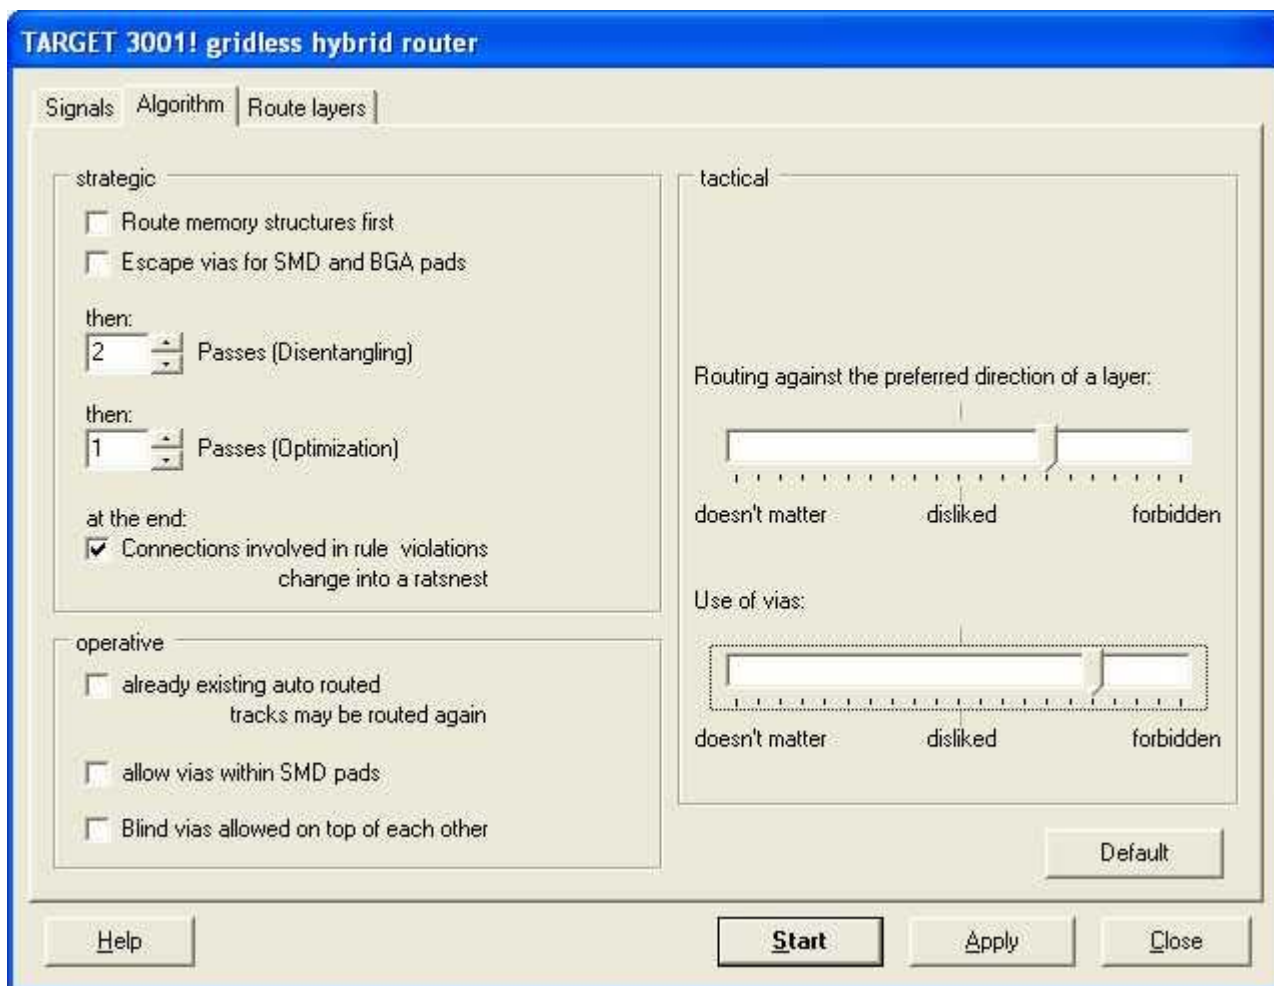 TARGET 3001! gridless hybrid router
Signals
Algorithm
Route layers
strategic
Route memory structures first
Escape vias for SMD and BGA pads
then:
2
Passes (Disentangling)
then:
1
Passes (Optimization)
at the end:
Connections involved in rule violations
change into a ratsnest
operative
already existing auto routed
tracks may be routed again
allow vias within SMD pads
Blind vias allowed on top of each other
tactical
Routing against the preferred direction of a layer:
doesn't matter
disliked
forbidden
Use of vias:
doesn't matter
disliked
forbidden
Default
Help
Start
Apply
Close